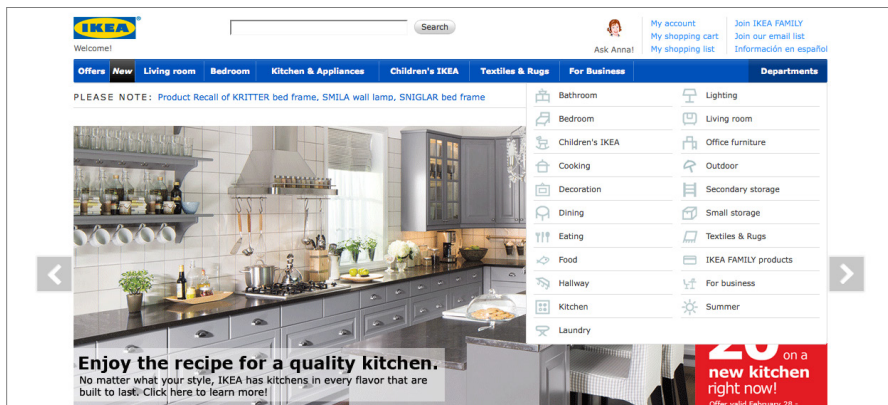 IKEA®
Search
Welcome!
Ask Anna!
My account
My shopping cart
My shopping list
Join IKEA FAMILY
Join our email list
Información en español
Offers New Living room Bedroom Kitchen & Appliances Children's IKEA Textiles & Rugs For Business Departments
PLEASE NOTE: Product Recall of KRITTER bed frame, SMILA wall lamp, SNIGLAR bed frame
Bathroom
Bedroom
Children's IKEA
Cooking
Decoration
Dining
Eating
Food
Hallway
Kitchen
Laundry
Lighting
Living room
Office furniture
Outdoor
Secondary storage
Small storage
Textiles & Rugs
IKEA FAMILY products
For business
Summer
Enjoy the recipe for a quality kitchen.
No matter what your style, IKEA has kitchens in every flavor that are
built to last. Click here to learn more!
on a
new kitchen
right now!
Offer valid February 28 -